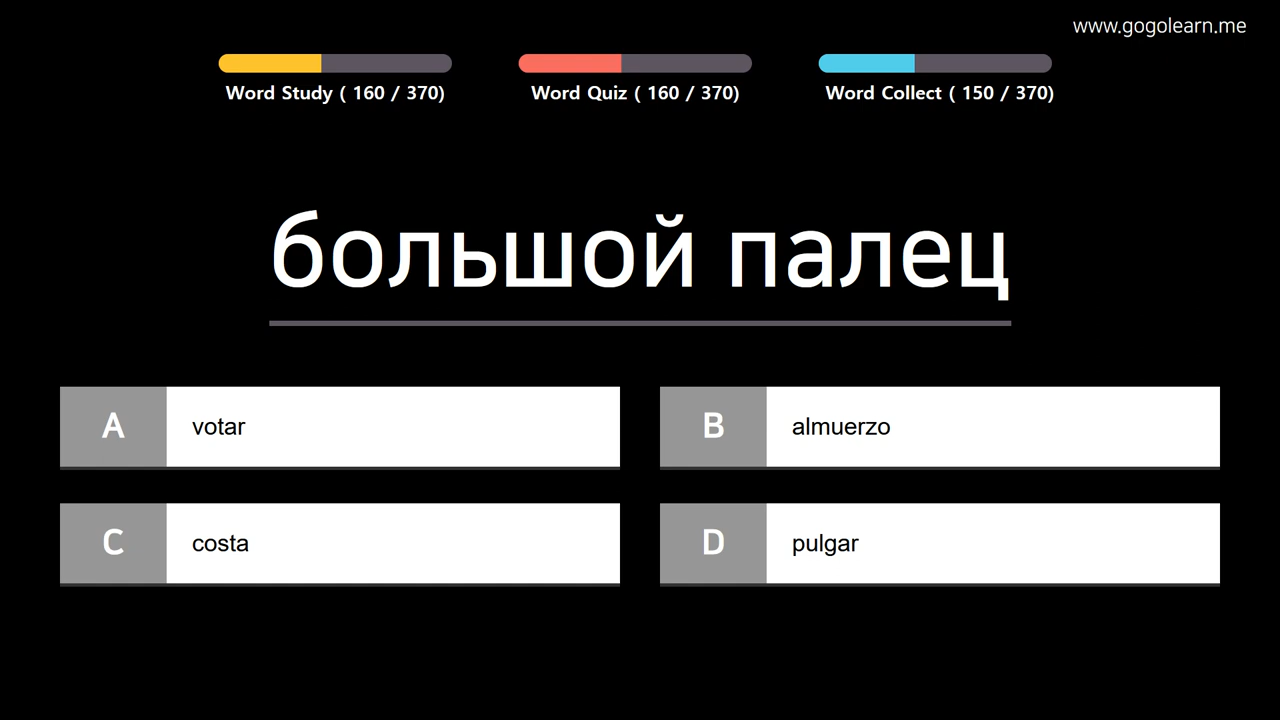 www.gogolearn.me
Word Study ( 160 / 370)
Word Quiz ( 160 / 370)
Word Collect ( 150 / 370)
большой палец
A votar
B almuerzo
C costa
D pulgar